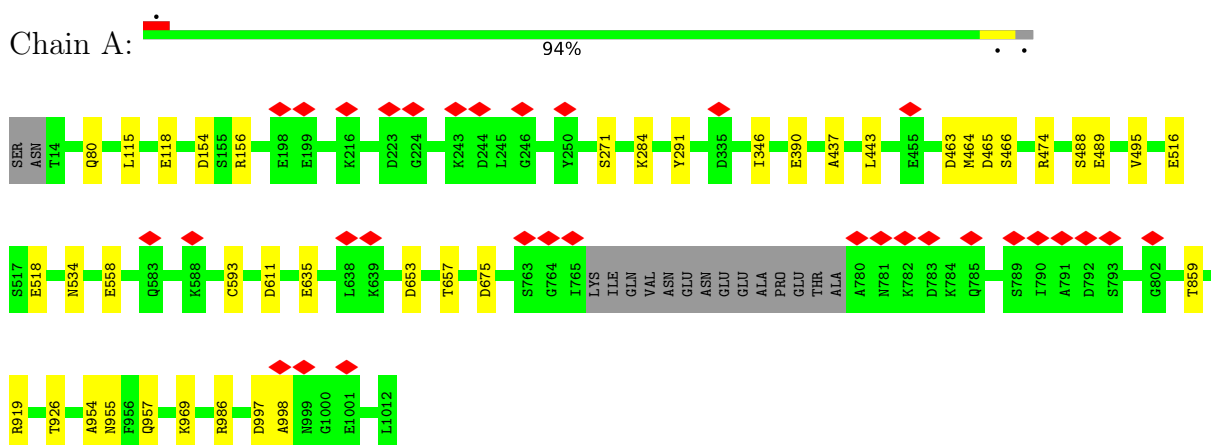 Chain A:
94%
SER ASN T14 Q80 L115 E118 D154 S155 R156 E198 E199 K216 D223 G224 K243 D244 L245 G246 Y250 S271 K284 Y291 D335 I346 E390 A437 L443 E455 D463 M464 D465 S466 R474 S488 E489 V495 E516
S517 E518 N534 E558 Q583 K588 C593 D611 E635 L638 K639 D653 T657 D675 S763 G764 I765 LYS ILE GLN VAL ASN GLU ASN GLU GLU ALA PRO GLU THR ALA A780 N781 K782 D783 K784 Q785 S789 I790 A791 D792 S793 G802 T859
R919 T926 A954 N955 F956 Q957 K969 R986 D997 A998 N999 G1000 E1001 L1012